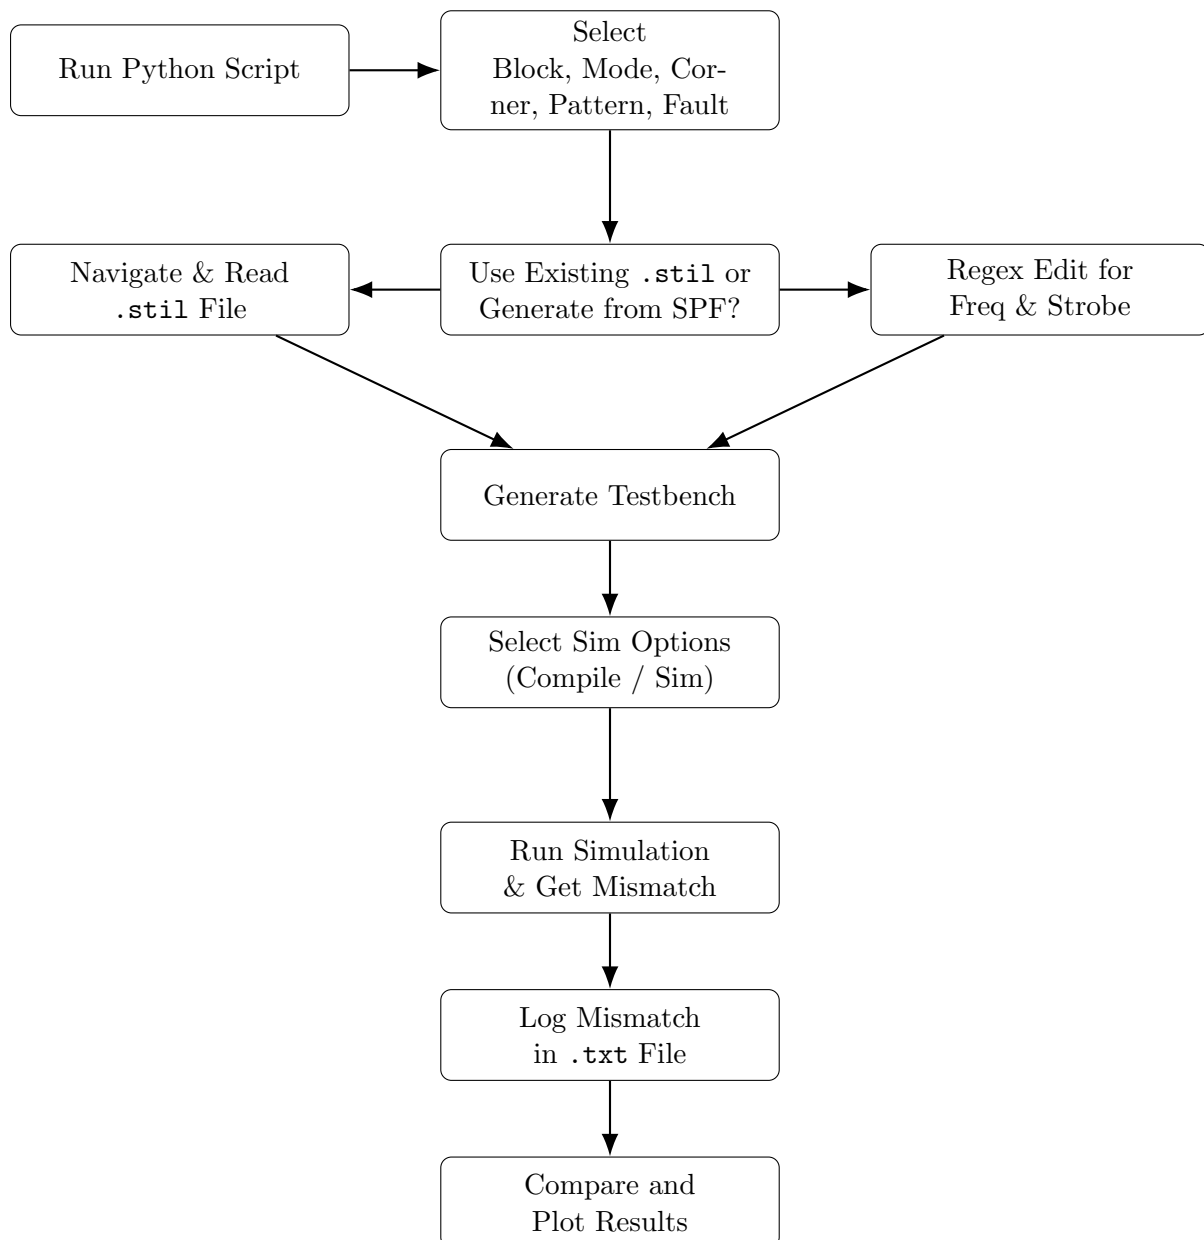 Run Python Script
Select
Block, Mode, Cor-
ner, Pattern, Fault
Navigate & Read
.stil File
Use Existing .stil or
Generate from SPF?
Regex Edit for
Freq & Strobe
Generate Testbench
Select Sim Options
(Compile / Sim)
Run Simulation
& Get Mismatch
Log Mismatch
in .txt File
Compare and
Plot Results